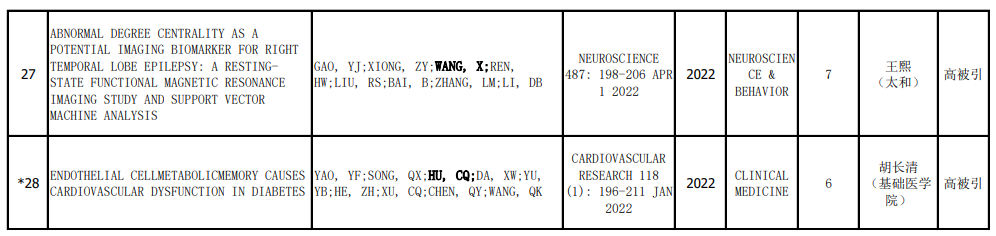 27
ABNORMAL DEGREE CENTRALITY AS A
POTENTIAL IMAGING BIOMARKER FOR RIGHT
TEMPORAL LOBE EPILEPSY: A RESTING-
STATE FUNCTIONAL MAGNETIC RESONANCE
IMAGING STUDY AND SUPPORT VECTOR
MACHINE ANALYSIS
GAO, YJ;XIONG, ZY;WANG, X;REN,
HW;LIU, RS;BAI, B;ZHANG, LM;LI, DB
NEUROSCIENCE
487: 198-206 APR
1 2022
2022
NEUROSCIEN
CE &
BEHAVIOR
7
王熙
（太和）
高被引
*28
ENDOTHELIAL CELLMETABOLICMEMORY CAUSES
CARDIOVASCULAR DYSFUNCTION IN DIABETES
YAO, YF;SONG, QX;HU, CQ;DA, XW;YU,
YB;HE, ZH;XU, CQ;CHEN, QY;WANG, QK
CARDIOVASCULAR
RESEARCH 118
(1): 196-211 JAN
2022
2022
CLINICAL
MEDICINE
6
胡长清
（基础医学
院）
高被引